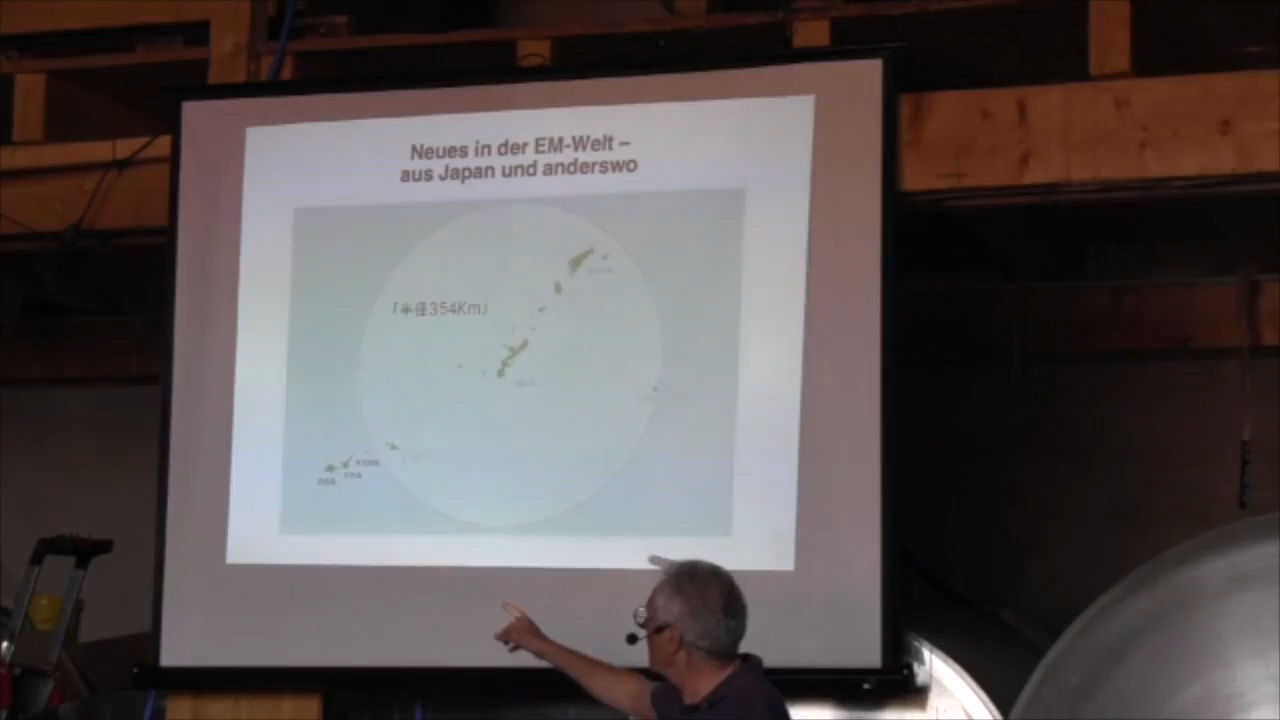 Neues in der EM-Welt –
aus Japan und anderswo
「半径354Km」